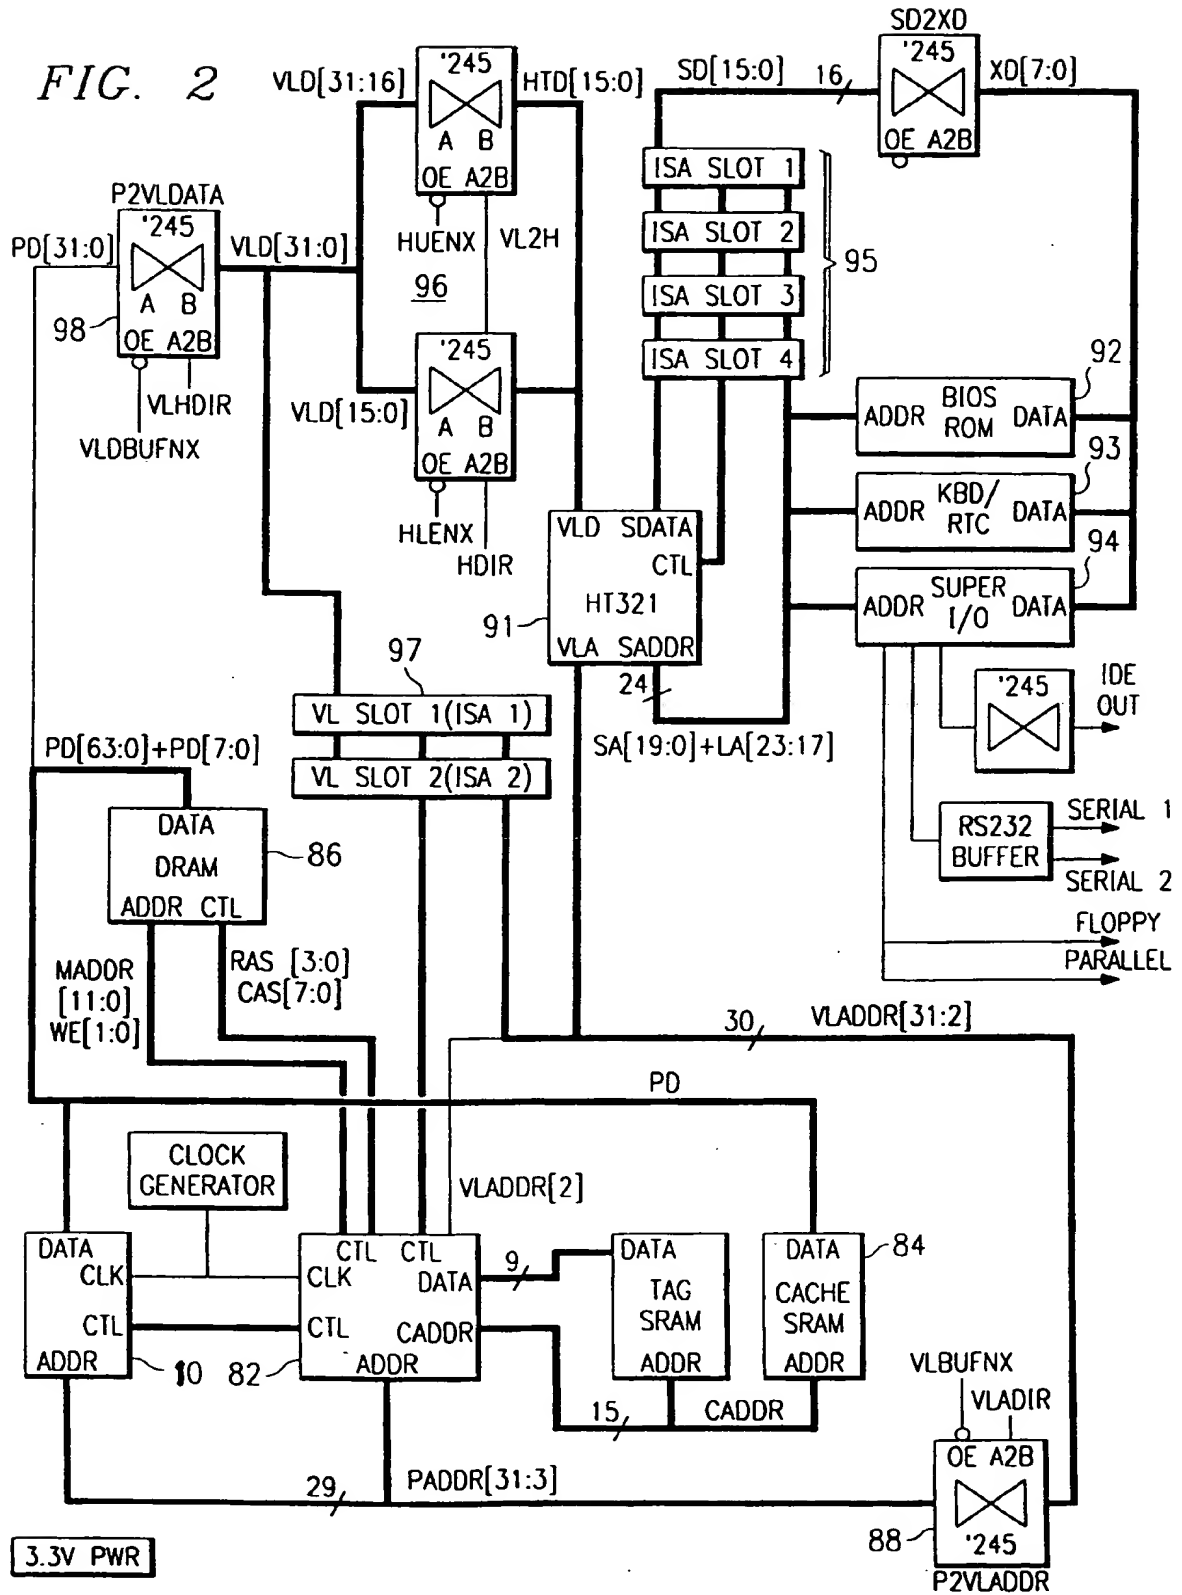 FIG. 2
SD2XD
'245
OE A2B
SD[15:0]
16
XD[7:0]
VLD[31:16]
'245
A B
OE A2B
HTD[15:0]
HUENX
VL2H
96
P2VLDATA
'245
A B
OE A2B
PD[31:0]
VLD[31:0]
98
VLHDIR
VLDBUFNX
VLD[15:0]
'245
A B
OE A2B
HLENX
HDIR
ISA SLOT 1
ISA SLOT 2
ISA SLOT 3
ISA SLOT 4
95
92
ADDR BIOS ROM DATA
93
ADDR KBD/ RTC DATA
94
ADDR SUPER I/O DATA
VLD SDATA
CTL
HT321
VLA SADDR
91
24
SA[19:0]+LA[23:17]
'245
IDE OUT
RS232 BUFFER
SERIAL 1
SERIAL 2
FLOPPY
PARALLEL
97
VL SLOT 1(ISA 1)
VL SLOT 2(ISA 2)
PD[63:0]+PD[7:0]
DATA
DRAM
ADDR CTL
86
MADDR
[11:0]
WE[1:0]
RAS [3:0]
CAS[7:0]
30
VLADDR[31:2]
PD
CLOCK
GENERATOR
VLADDR[2]
DATA
CLK
CTL
ADDR
10
CTL CTL
CLK
DATA
CTL
CADDR
ADDR
82
9
DATA
TAG
SRAM
ADDR
DATA
CACHE
SRAM
ADDR
84
15
CADDR
VLBUFNX
VLADIR
OE A2B
'245
88
P2VLADDR
29
PADDR[31:3]
3.3V PWR